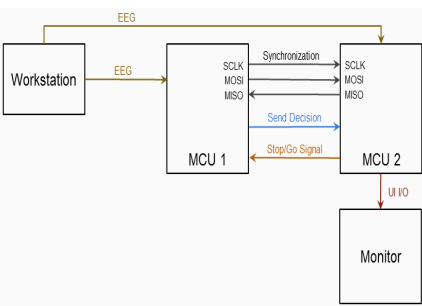 EEG
EEG
Workstation
Synchronization
SCLK
MOSI
MISO
SCLK
MOSI
MISO
Send Decision
Stop/Go Signal
MCU 1
MCU 2
UI I/O
Monitor